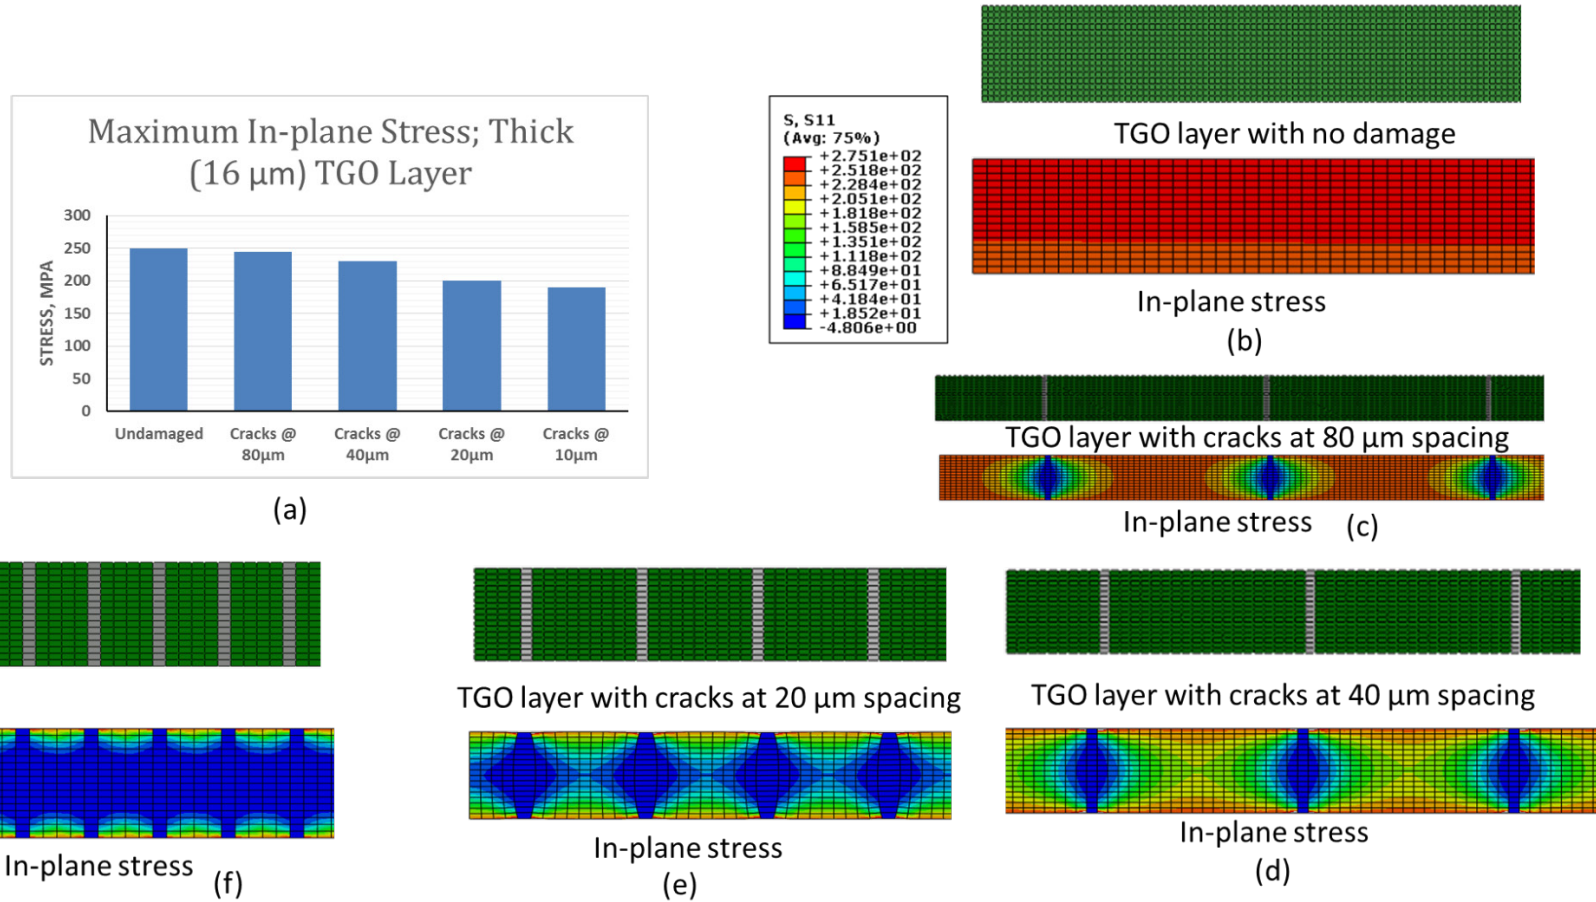 Maximum In-plane Stress; Thick
(16 μm) TGO Layer
STRESS, MPA
300
250
200
150
100
50
0
Undamaged
Cracks @
80μm
Cracks @
40μm
Cracks @
20μm
Cracks @
10μm
(a)
S, S11
(Avg: 75%)
+2.751e+02
+2.518e+02
+2.284e+02
+2.051e+02
+1.818e+02
+1.585e+02
+1.351e+02
+1.118e+02
+8.849e+01
+6.517e+01
+4.184e+01
+1.852e+01
-4.806e+00
TGO layer with no damage
In-plane stress
(b)
TGO layer with cracks at 80 μm spacing
In-plane stress
(c)
In-plane stress
(f)
TGO layer with cracks at 20 μm spacing
In-plane stress
(e)
TGO layer with cracks at 40 μm spacing
In-plane stress
(d)